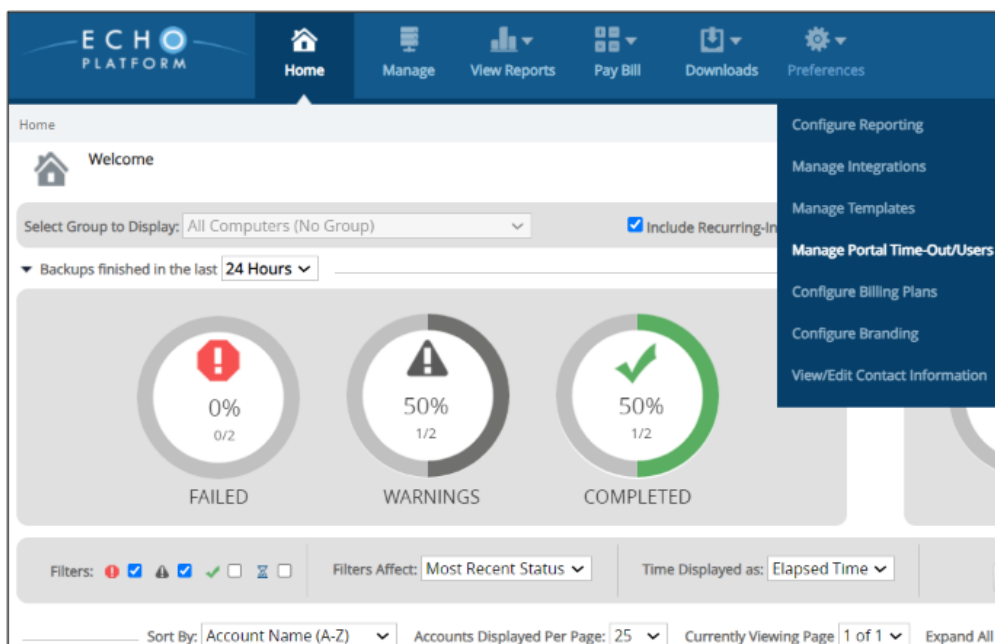 ECHO
PLATFORM
Home
Manage
View Reports
Pay Bill
Downloads
Preferences
Configure Reporting
Manage Integrations
Manage Templates
Manage Portal Time-Out/Users
Configure Billing Plans
Configure Branding
View/Edit Contact Information
Home
Welcome
Select Group to Display: All Computers (No Group)
Include Recurring-In
Backups finished in the last 24 Hours
0%
0/2
FAILED
50%
1/2
WARNINGS
50%
1/2
COMPLETED
Filters:
Filters Affect: Most Recent Status
Time Displayed as: Elapsed Time
Sort By: Account Name (A-Z)
Accounts Displayed Per Page: 25
Currently Viewing Page 1 of 1
Expand All